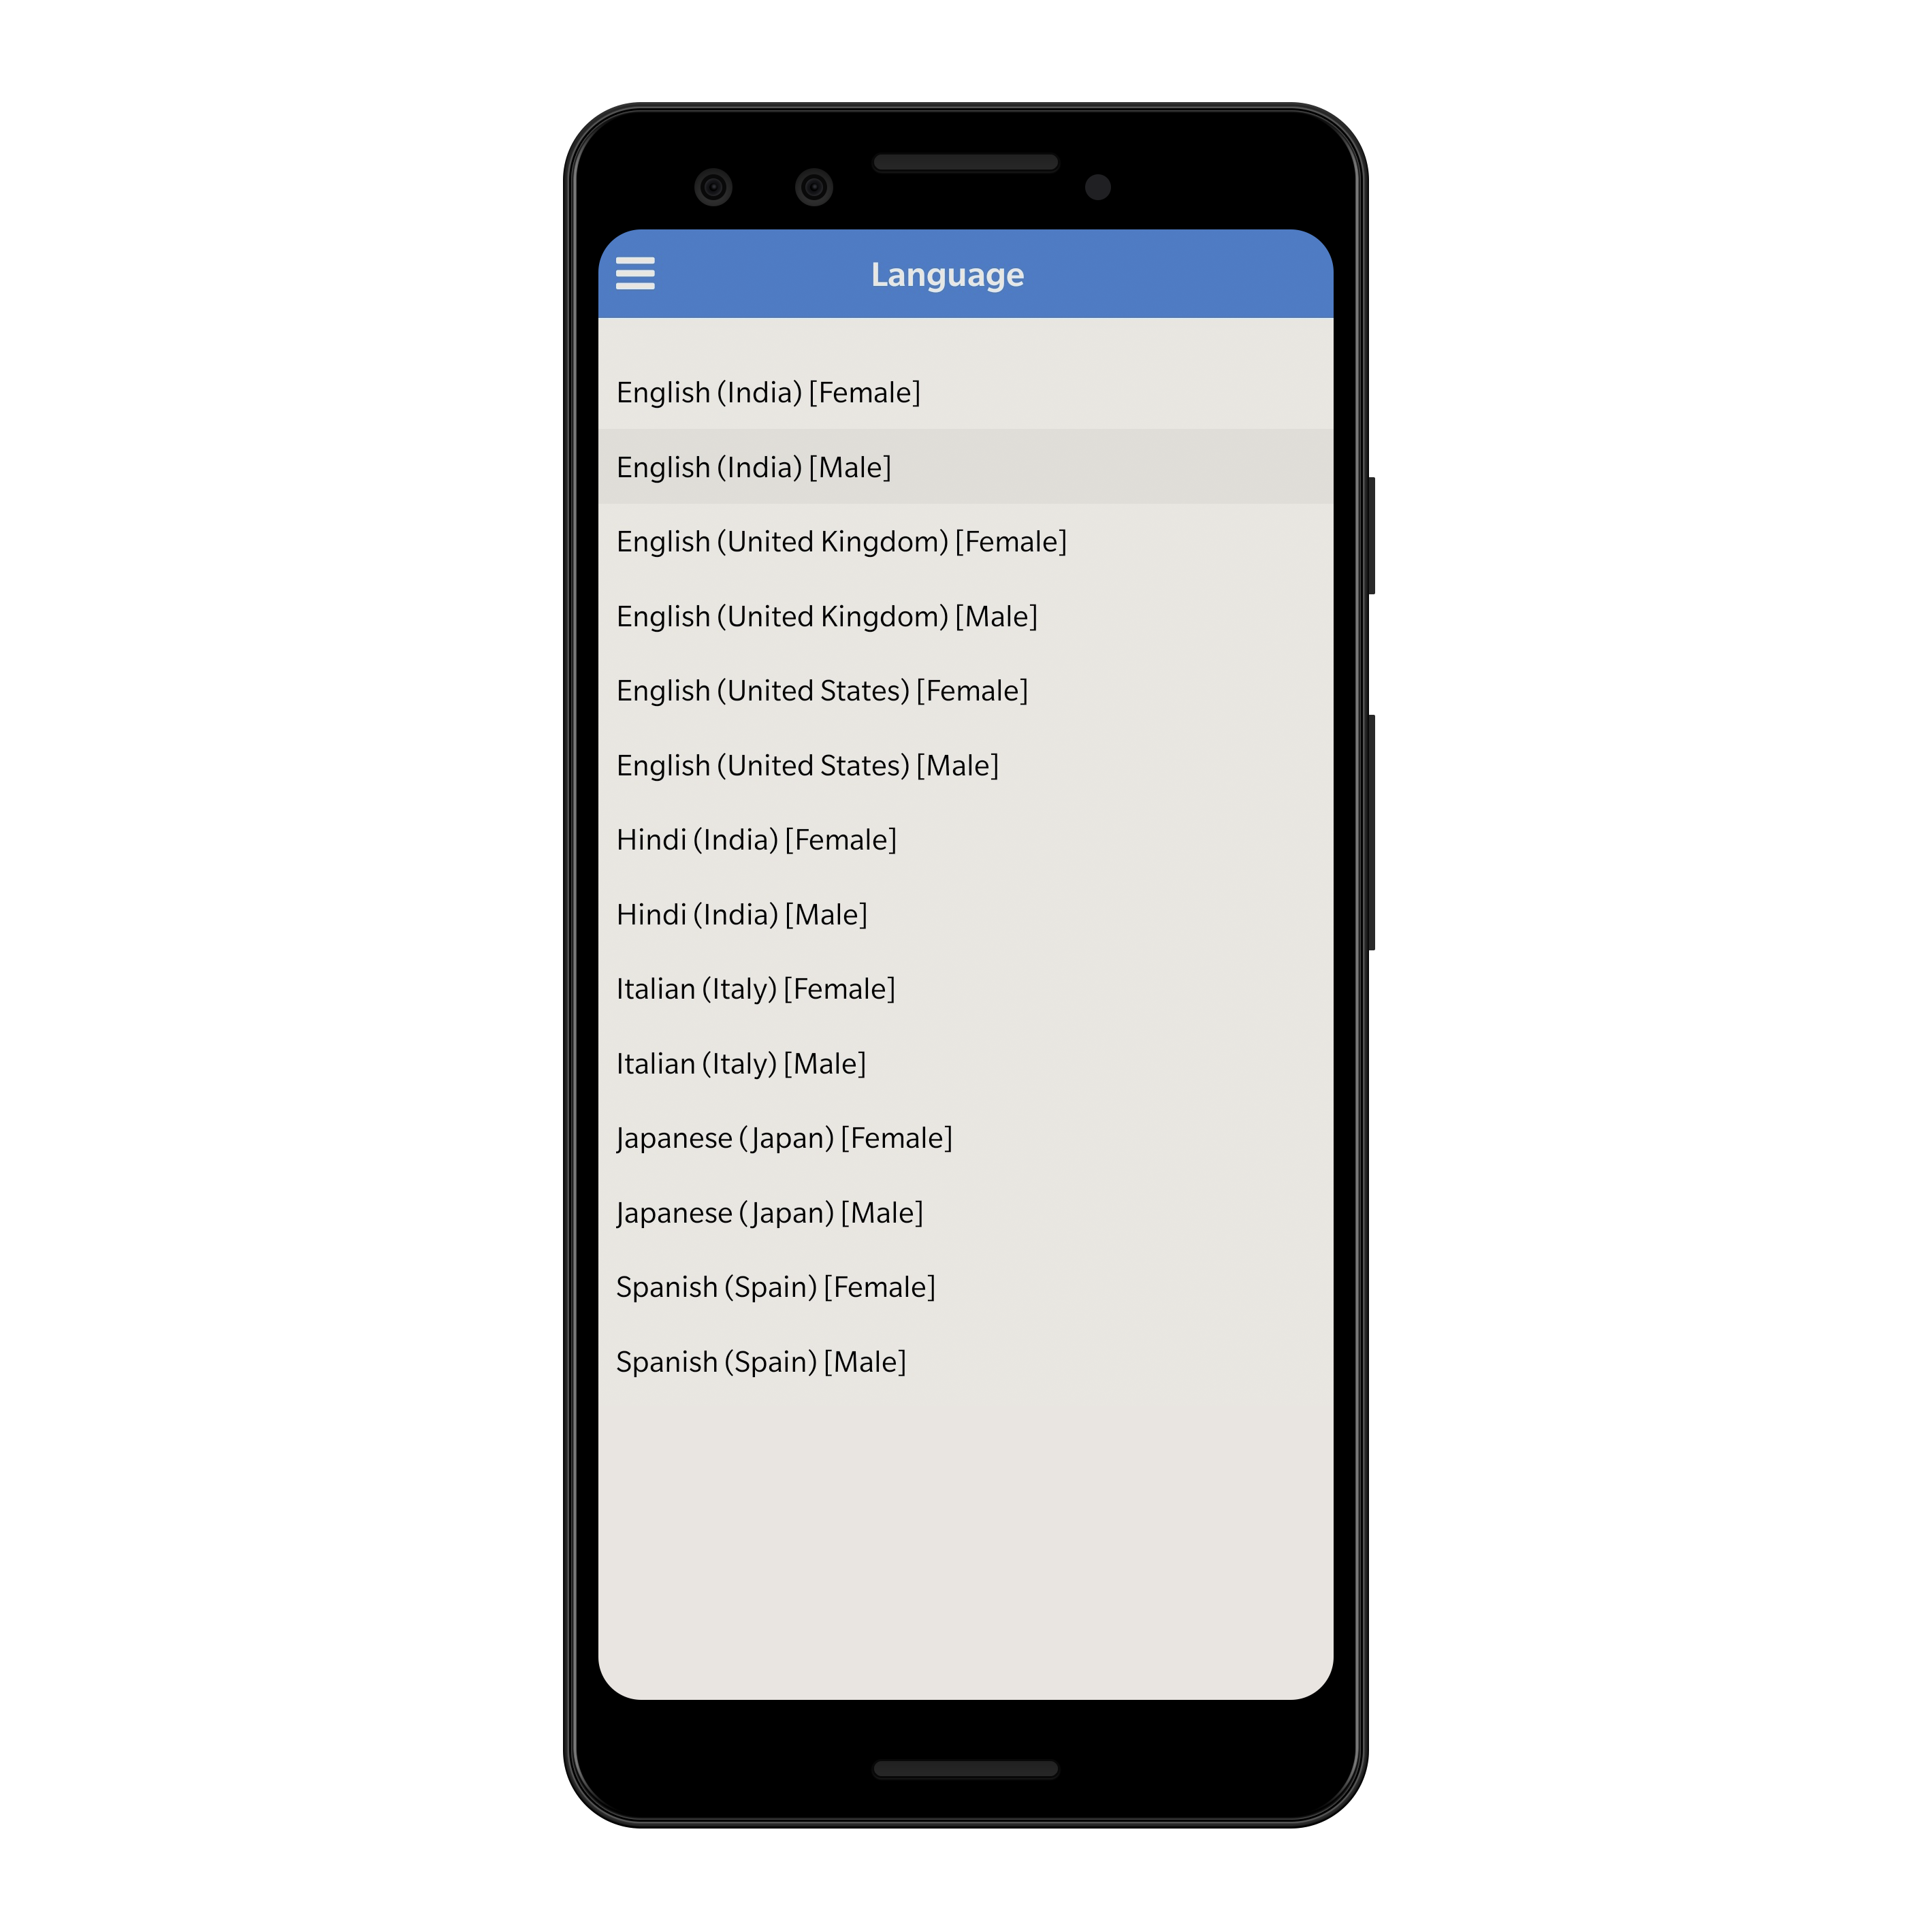 Language
English (India) [Female]
English (India) [Male]
English (United Kingdom) [Female]
English (United Kingdom) [Male]
English (United States) [Female]
English (United States) [Male]
Hindi (India) [Female]
Hindi (India) [Male]
Italian (Italy) [Female]
Italian (Italy) [Male]
Japanese (Japan) [Female]
Japanese (Japan) [Male]
Spanish (Spain) [Female]
Spanish (Spain) [Male]